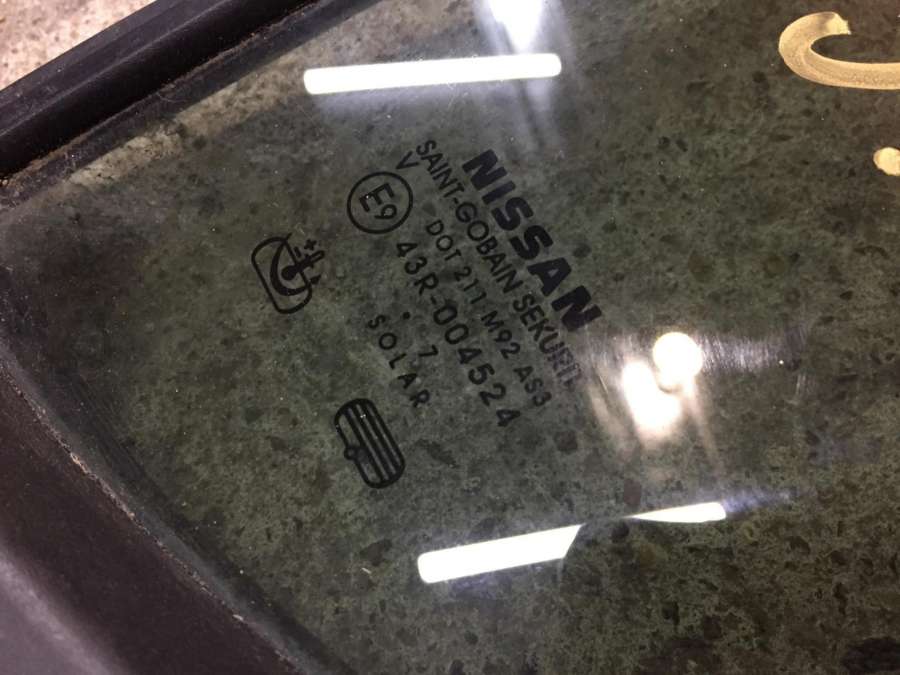 NISSAN
SAINT-GOBAIN SEKURIT
V DOT 211 M92 AS3
E9 43R-004524
. 7
SOLAR